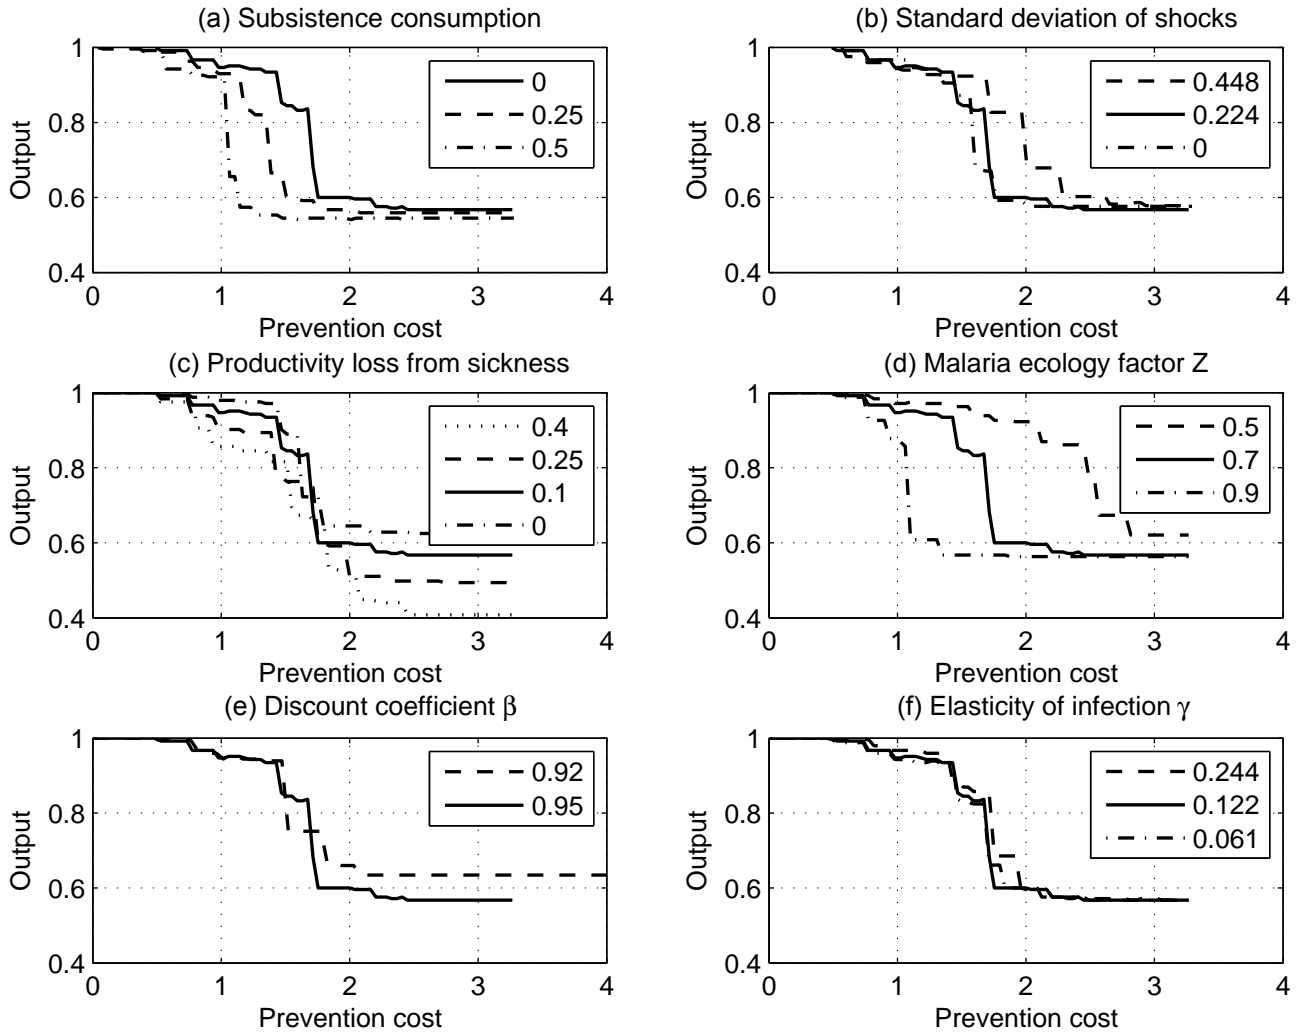 (a) Subsistence consumption
1
0.8
0.6
0.4
Output
0
0.25
0.5
0 1 2 3 4
Prevention cost
(b) Standard deviation of shocks
1
0.8
0.6
0.4
Output
0.448
0.224
0
0 1 2 3 4
Prevention cost
(c) Productivity loss from sickness
1
0.8
0.6
0.4
Output
0.4
0.25
0.1
0
0 1 2 3 4
Prevention cost
(d) Malaria ecology factor Z
1
0.8
0.6
0.4
Output
0.5
0.7
0.9
0 1 2 3 4
Prevention cost
(e) Discount coefficient β
1
0.8
0.6
0.4
Output
0.92
0.95
0 1 2 3 4
Prevention cost
(f) Elasticity of infection γ
1
0.8
0.6
0.4
Output
0.244
0.122
0.061
0 1 2 3 4
Prevention cost